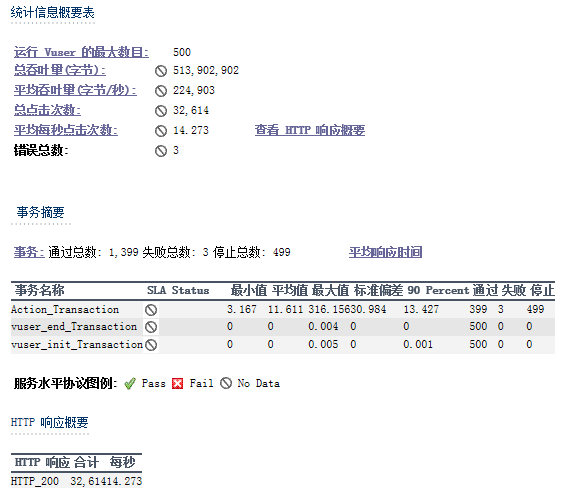 统计信息概要表
运行 Vuser 的最大数目: 500
总吞吐量(字节): 513,902,902
平均吞吐量(字节/秒): 224,903
总点击次数: 32,614
平均每秒点击次数: 14.273 查看 HTTP 响应概要
错误总数: 3
事务摘要
事务: 通过总数: 1,399 失败总数: 3 停止总数: 499 平均响应时间
事务名称 SLA Status 最小值 平均值 最大值 标准偏差 90 Percent 通过 失败 停止
Action_Transaction 3.167 11.611 316.156 30.984 13.427 399 3 499
vuser_end_Transaction 0 0 0.004 0 0 500 0 0
vuser_init_Transaction 0 0 0.005 0 0.001 500 0 0
服务水平协议图例: Pass Fail No Data
HTTP 响应概要
HTTP 响应 合计 每秒
HTTP_200 32,614 14.273